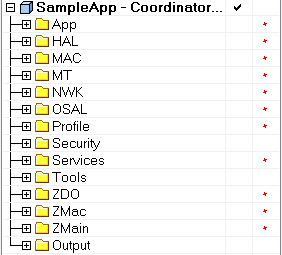 SampleApp - Coordinator...
App
HAL
MAC
MT
NWK
OSAL
Profile
Security
Services
Tools
ZDO
ZMac
ZMain
Output